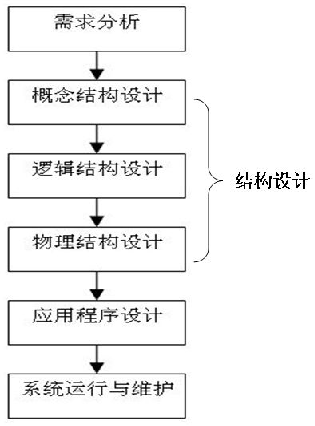 需求分析
概念结构设计
逻辑结构设计
物理结构设计
结构设计
应用程序设计
系统运行与维护